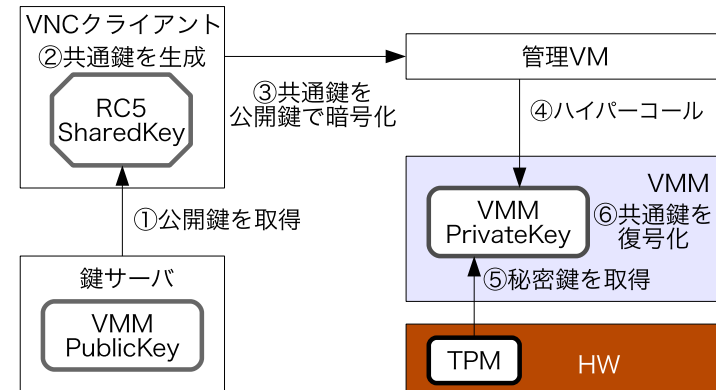 VNCクライアント
②共通鍵を生成
RC5
SharedKey
③共通鍵を
公開鍵で暗号化
管理VM
④ハイパーコール
①公開鍵を取得
鍵サーバ
VMM
PublicKey
VMM
VMM
PrivateKey
⑥共通鍵を
復号化
⑤秘密鍵を取得
TPM
HW